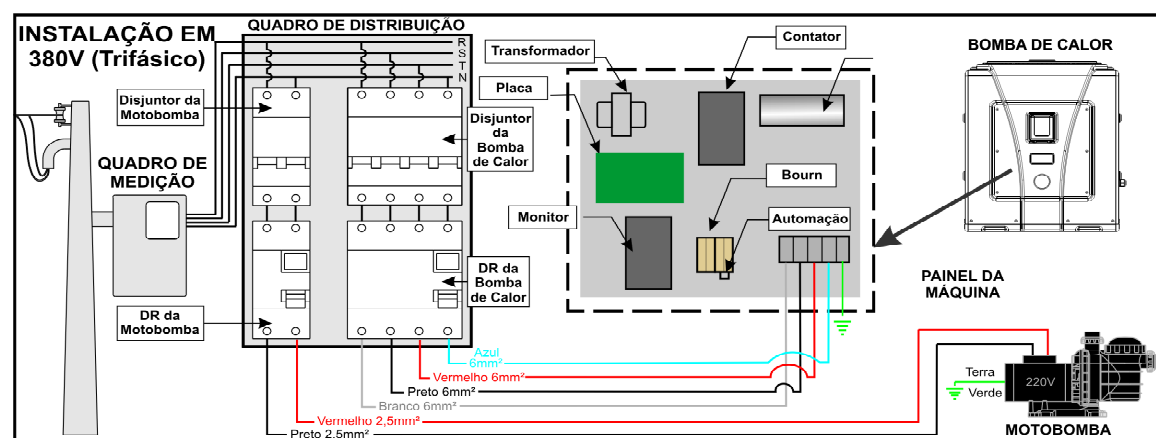 INSTALAÇÃO EM
380V (Trifásico)
QUADRO DE DISTRIBUIÇÃO
R
S
T
N
Disjuntor da
Motobomba
Disjuntor
da
Bomba
de Calor
QUADRO DE
MEDIÇÃO
DR da
Motobomba
DR da
Bomba
de Calor
Transformador
Placa
Contator
Monitor
Bourn
Automação
BOMBA DE CALOR
PAINEL DA
MÁQUINA
Azul
6mm²
Vermelho 6mm²
Preto 6mm²
Branco 6mm²
Vermelho 2,5mm²
Preto 2,5mm²
Terra
Verde
220V
MOTOBOMBA